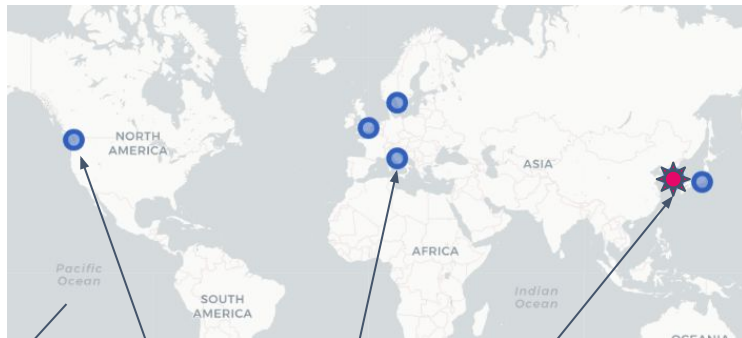 NORTH
AMERICA
ASIA
AFRICA
Pacific
Ocean
Indian
Ocean
SOUTH
AMERICA
OCEANIA